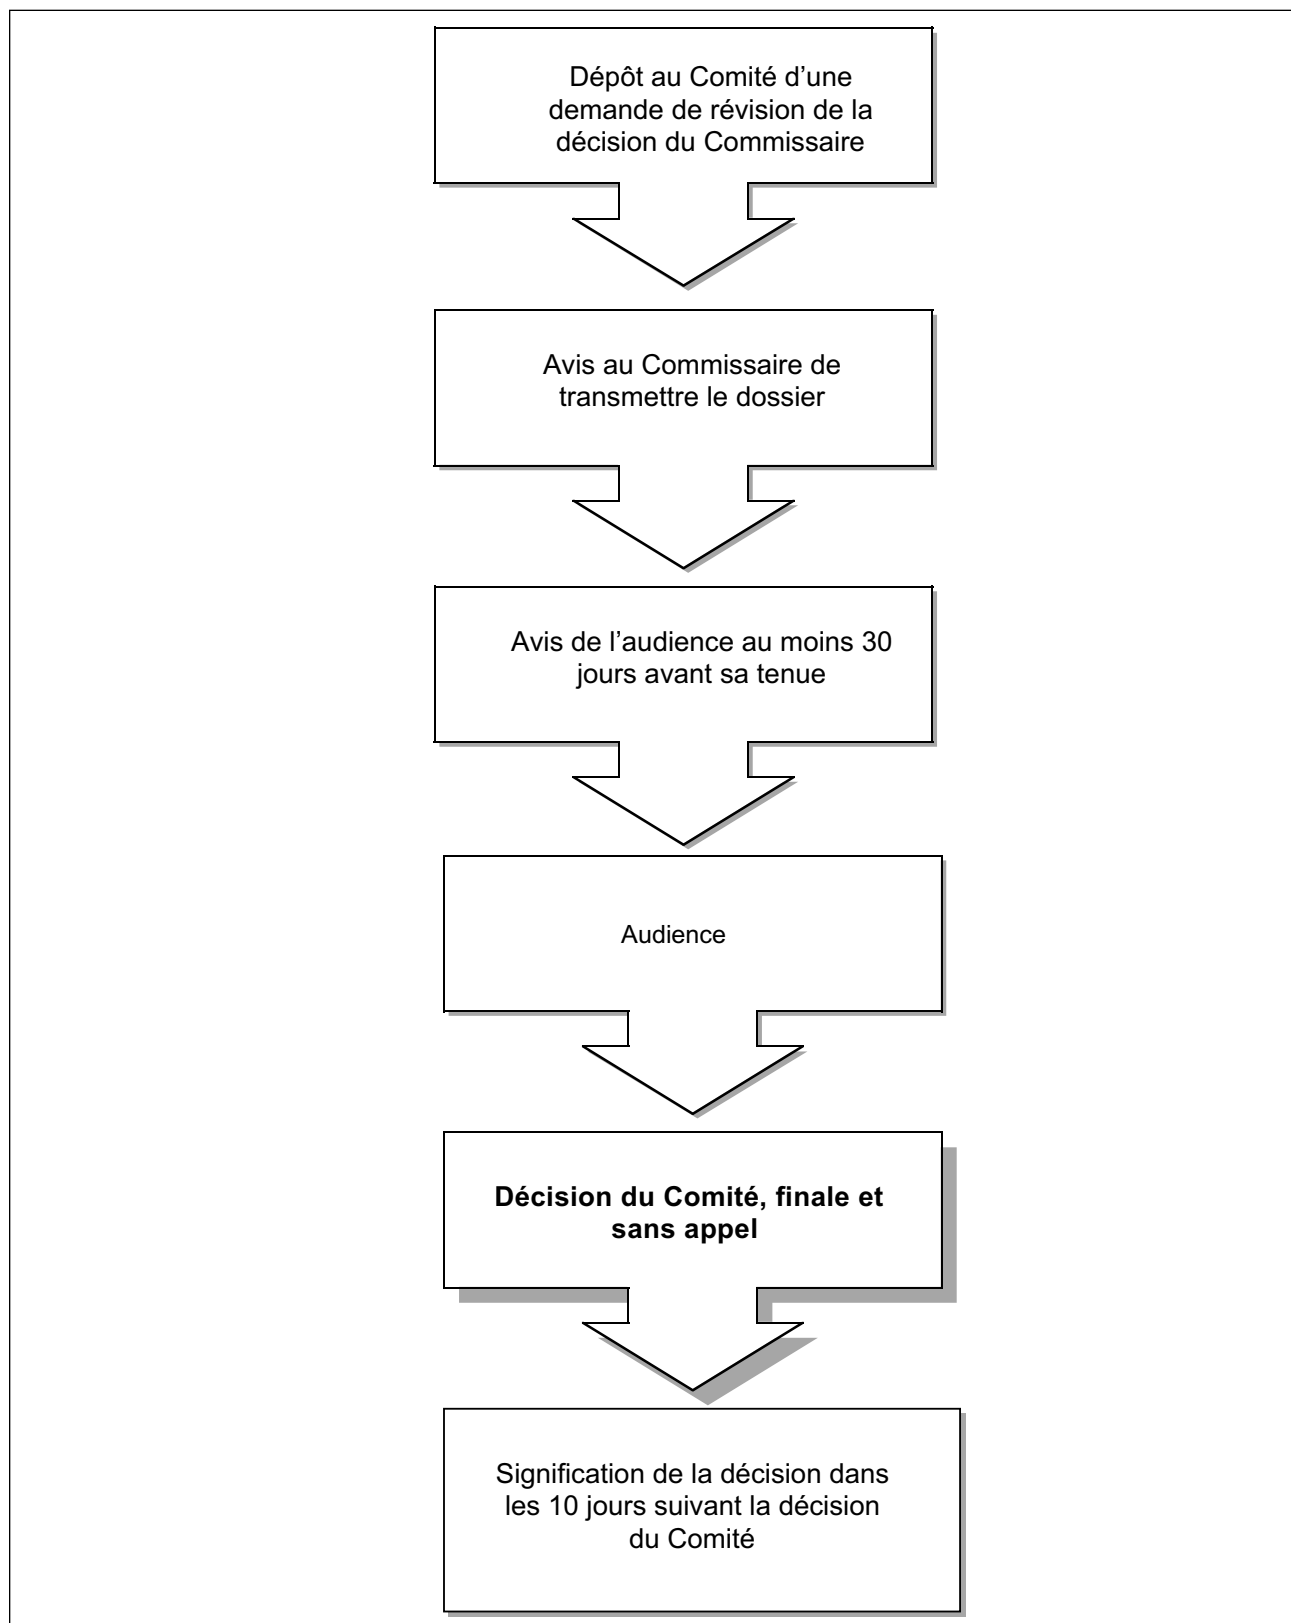 Dépôt au Comité d’une
demande de révision de la
décision du Commissaire
Avis au Commissaire de
transmettre le dossier
Avis de l’audience au moins 30
jours avant sa tenue
Audience
Décision du Comité, finale et
sans appel
Signification de la décision dans
les 10 jours suivant la décision
du Comité